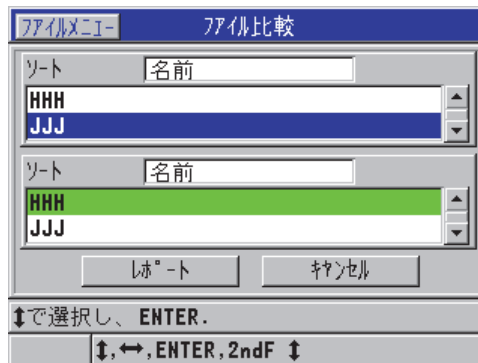 ﾌｧｲﾙﾒﾆｭｰ ﾌｧｲﾙ比較
ｿｰﾄ 名前
HHH
JJJ
ｿｰﾄ 名前
HHH
JJJ
ﾚﾎﾟｰﾄ ｷｬﾝｾﾙ
⬍で選択し、ENTER.
⬍,⬌,ENTER,2ndF ⬍